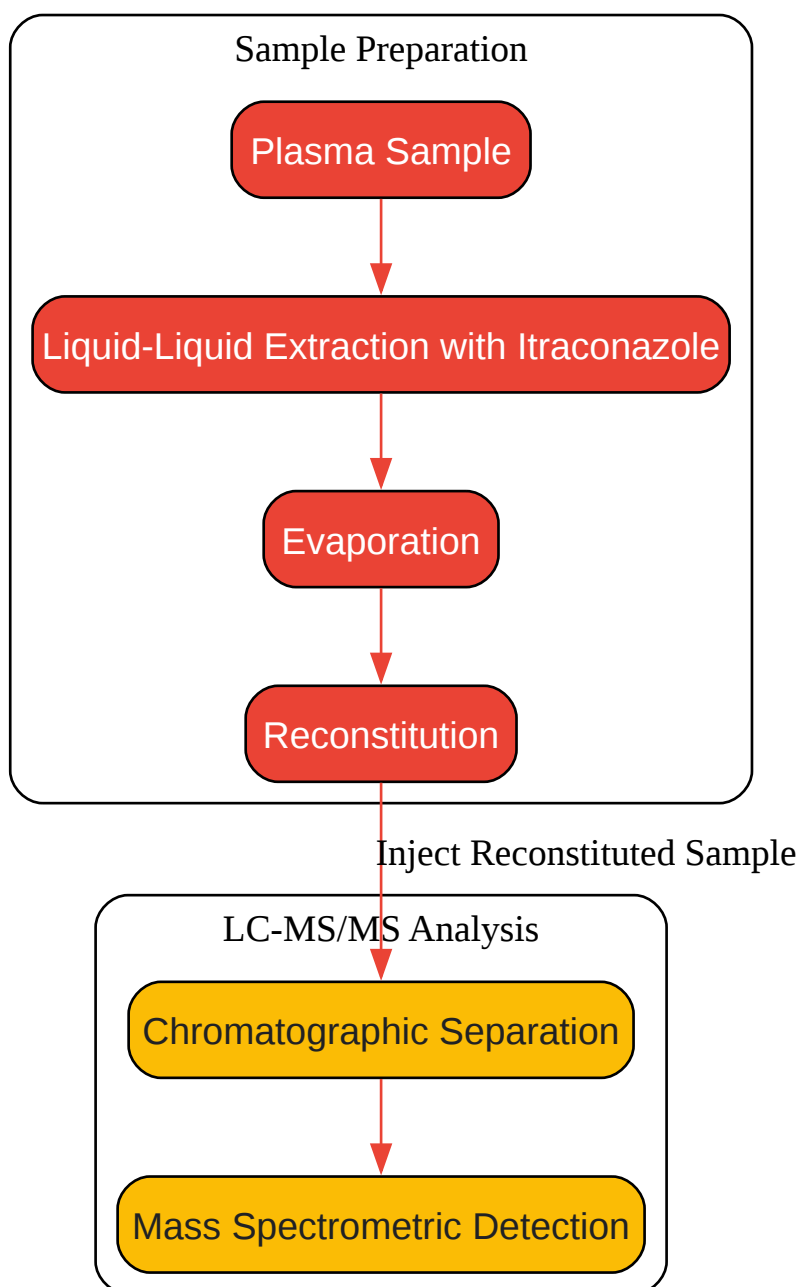 Sample Preparation
Plasma Sample
Liquid-Liquid Extraction with Itraconazole
Evaporation
Reconstitution
Inject Reconstituted Sample
LC-MS/MS Analysis
Chromatographic Separation
Mass Spectrometric Detection